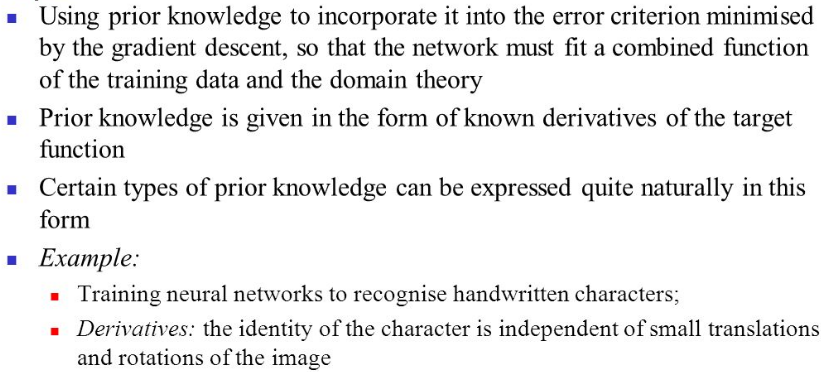 Using prior knowledge to incorporate it into the error criterion minimised
by the gradient descent, so that the network must fit a combined function
of the training data and the domain theory
Prior knowledge is given in the form of known derivatives of the target
function
Certain types of prior knowledge can be expressed quite naturally in this
form
Example:
Training neural networks to recognise handwritten characters;
Derivatives: the identity of the character is independent of small translations
and rotations of the image